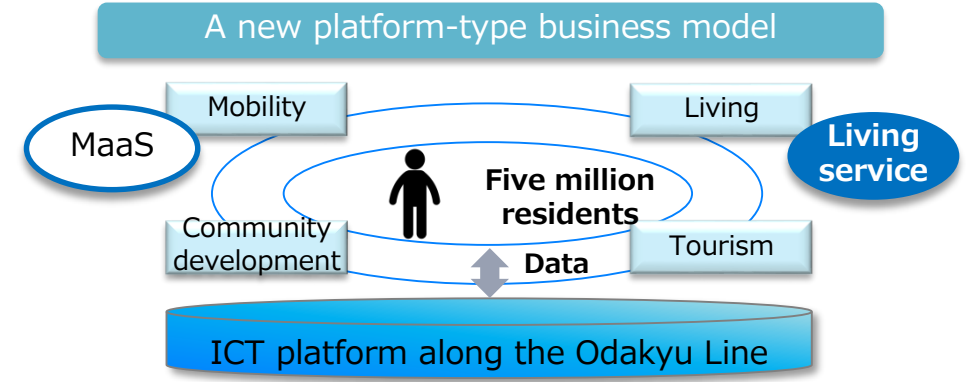 A new platform-type business model
Mobility
Living
MaaS
Living
service
Five million
residents
Community
development
Tourism
Data
ICT platform along the Odakyu Line